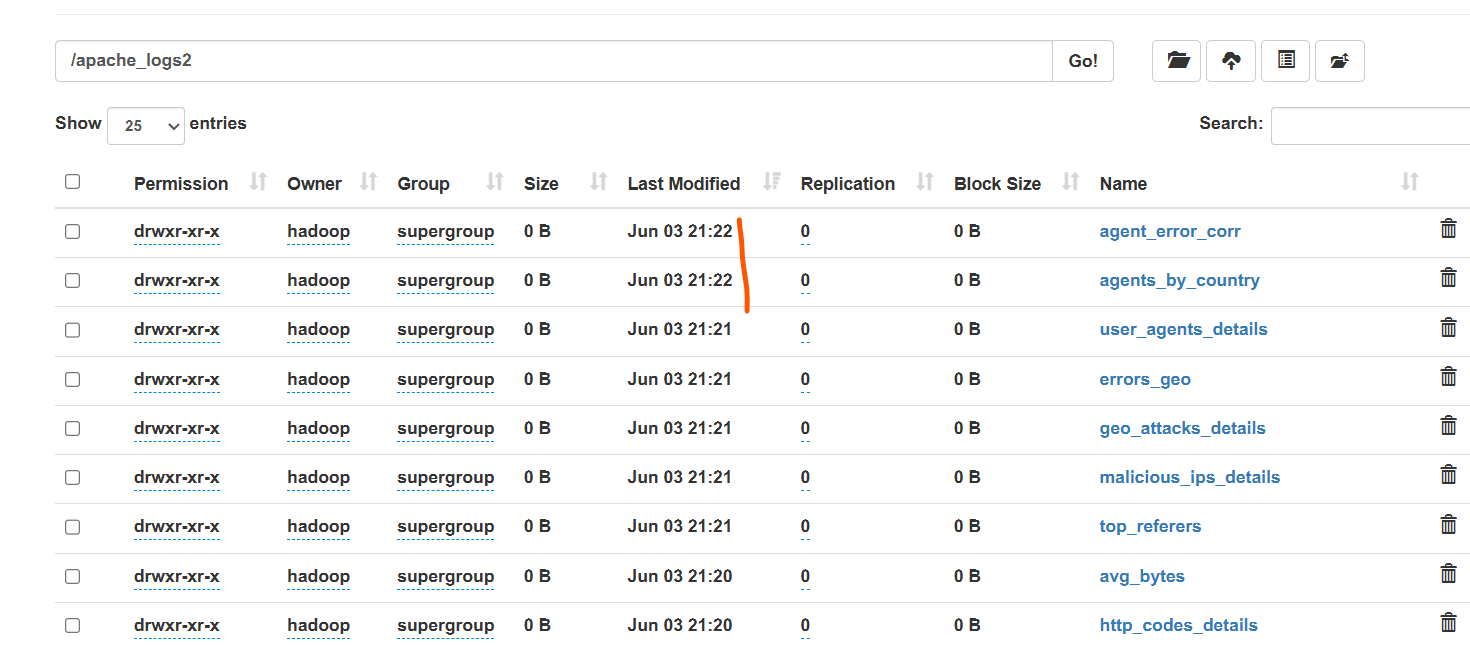 /apache_logs2 Go!
Show 25 entries Search:
Permission Owner Group Size Last Modified Replication Block Size Name
drwxr-xr-x hadoop supergroup 0 B Jun 03 21:22 0 0 B agent_error_corr
drwxr-xr-x hadoop supergroup 0 B Jun 03 21:22 0 0 B agents_by_country
drwxr-xr-x hadoop supergroup 0 B Jun 03 21:21 0 0 B user_agents_details
drwxr-xr-x hadoop supergroup 0 B Jun 03 21:21 0 0 B errors_geo
drwxr-xr-x hadoop supergroup 0 B Jun 03 21:21 0 0 B geo_attacks_details
drwxr-xr-x hadoop supergroup 0 B Jun 03 21:21 0 0 B malicious_ips_details
drwxr-xr-x hadoop supergroup 0 B Jun 03 21:21 0 0 B top_referers
drwxr-xr-x hadoop supergroup 0 B Jun 03 21:20 0 0 B avg_bytes
drwxr-xr-x hadoop supergroup 0 B Jun 03 21:20 0 0 B http_codes_details